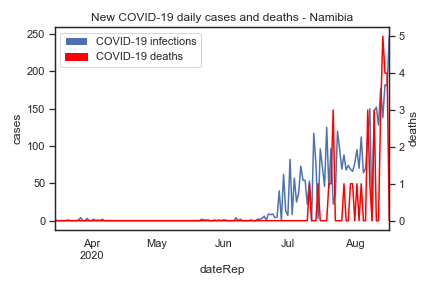 New COVID-19 daily cases and deaths - Namibia
COVID-19 infections
COVID-19 deaths
250
200
150
100
50
0
cases
5
4
3
2
1
0
deaths
Apr
2020
May
Jun
Jul
Aug
dateRep